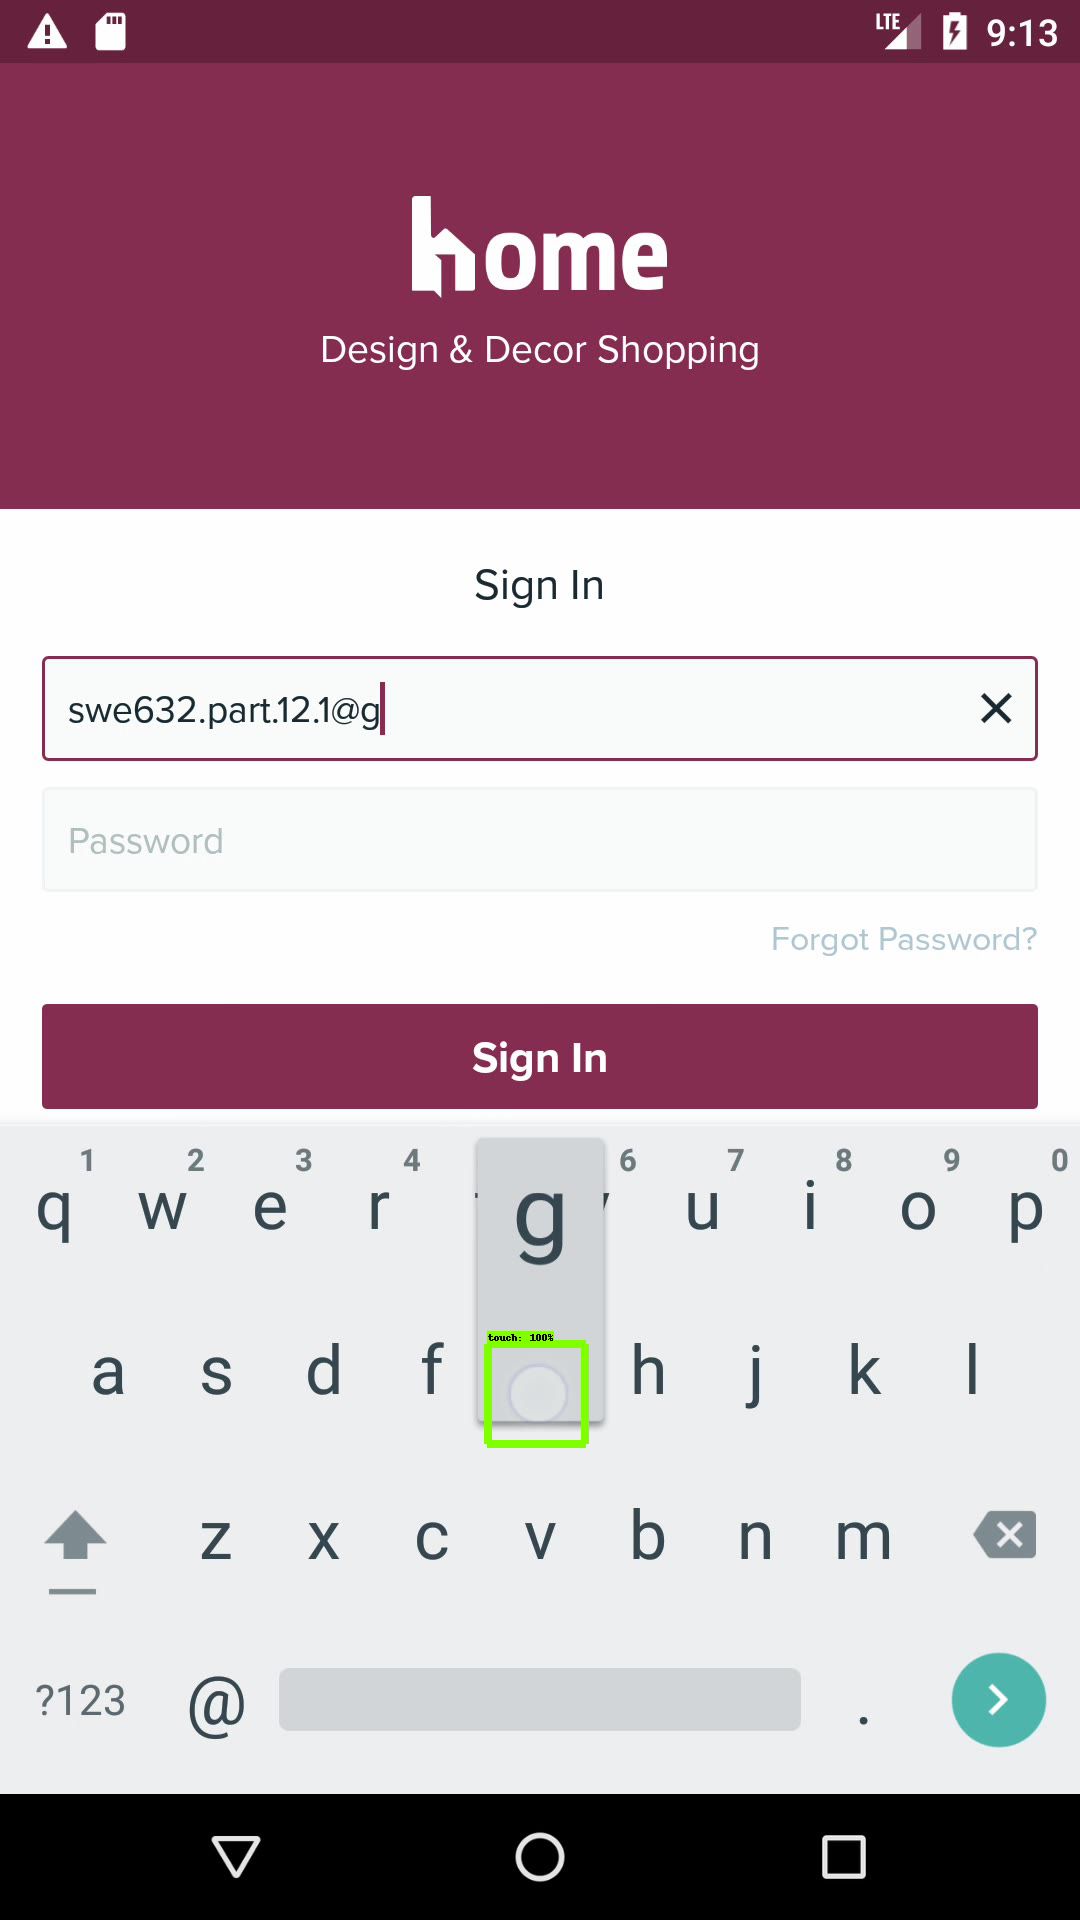 LTE 9:13
home
Design & Decor Shopping
Sign In
swe632.part.12.1@g
Password
Forgot Password?
Sign In
1 2 3 4 6 7 8 9 0
q w e r g u i o p
touch: 100%
a s d f h j k l
z x c v b n m
?123 @ .